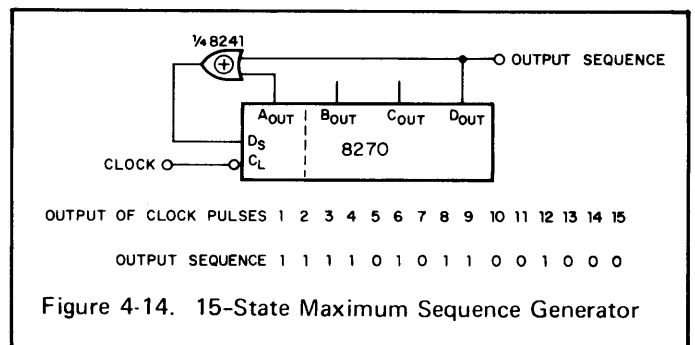 ¼ 8241
OUTPUT SEQUENCE
AOUT BOUT COUT DOUT
DS
8270
CLOCK CL
OUTPUT OF CLOCK PULSES 1 2 3 4 5 6 7 8 9 10 11 12 13 14 15
OUTPUT SEQUENCE 1 1 1 1 0 1 0 1 1 0 0 1 0 0 0
Figure 4-14. 15-State Maximum Sequence Generator